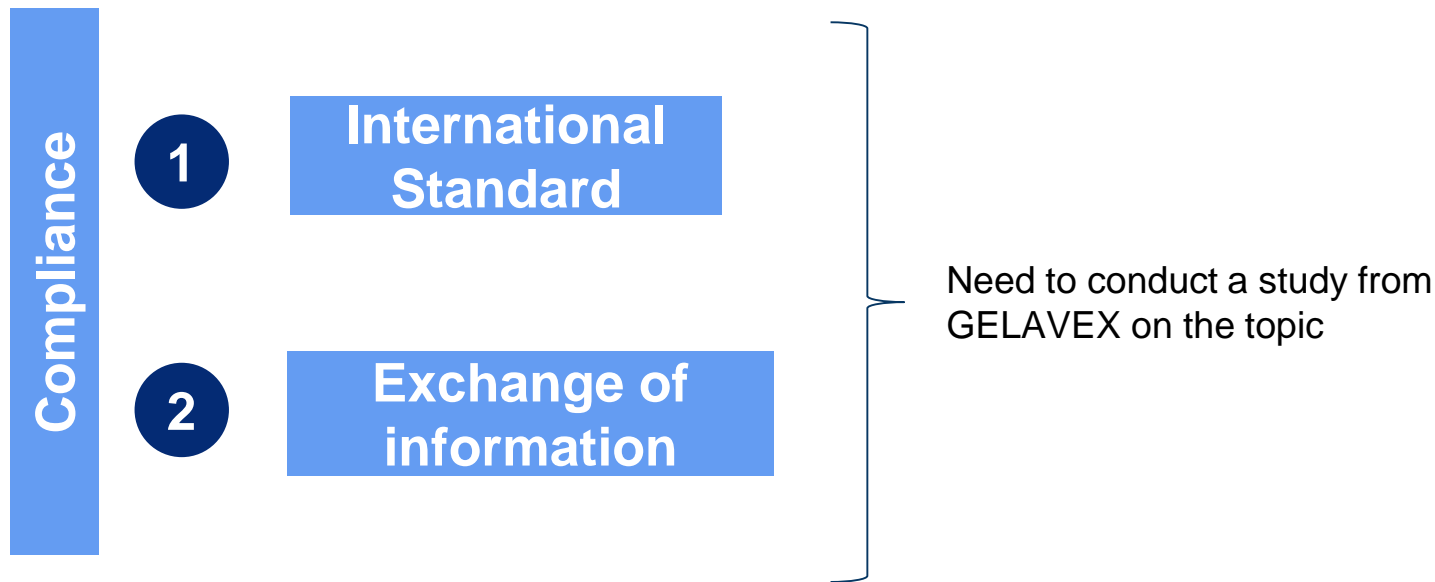 Compliance
1
International
Standard
2
Exchange of
information
Need to conduct a study from
GELAVEX on the topic